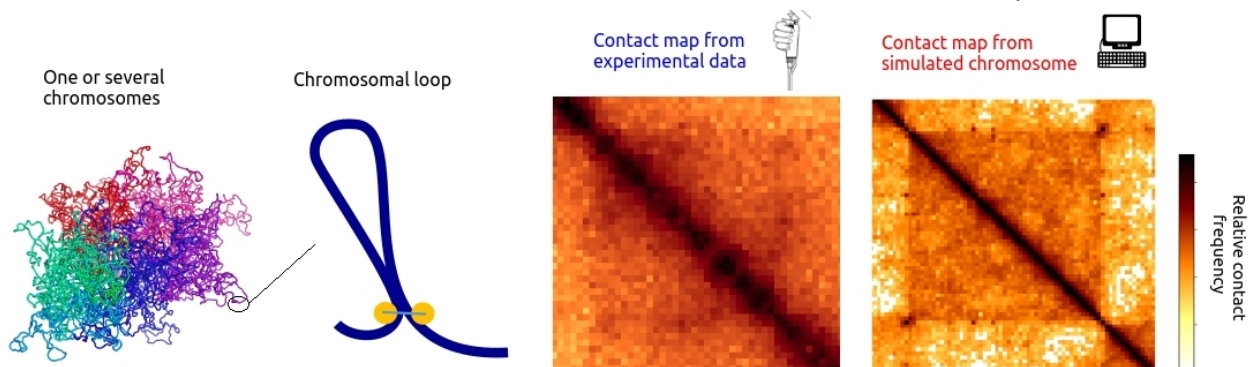 One or several
chromosomes
Chromosomal loop
Contact map from
experimental data
Contact map from
simulated chromosome
Relative contact
frequency